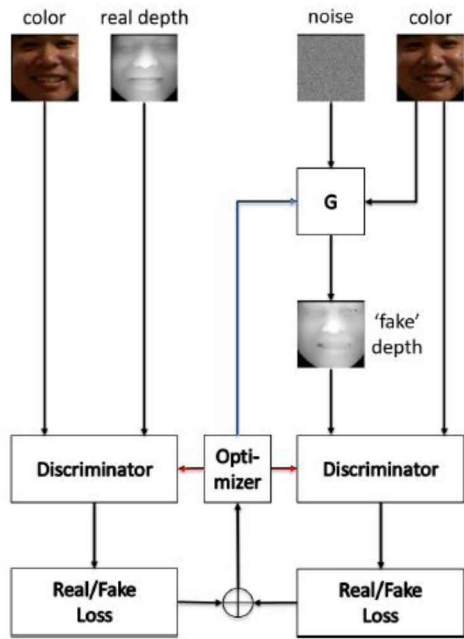 color
real depth
noise
color
G
'fake'
depth
Discriminator
Opti-
mizer
Discriminator
Real/Fake
Loss
Real/Fake
Loss